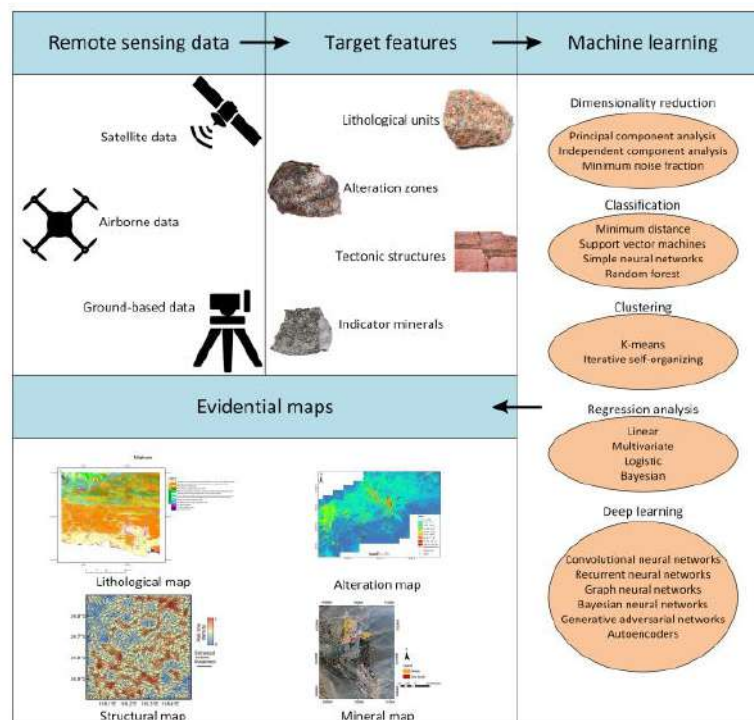 Remote sensing data
Target features
Machine learning
Satellite data
Airborne data
Ground-based data
Lithological units
Alteration zones
Tectonic structures
Indicator minerals
Dimensionality reduction
Principal component analysis
Independent component analysis
Minimum noise fraction
Classification
Minimum distance
Support vector machines
Simple neural networks
Random forest
Clustering
K-means
Iterative self-organizing
Regression analysis
Linear
Multivariate
Logistic
Bayesian
Deep learning
Convolutional neural networks
Recurrent neural networks
Graph neural networks
Bayesian neural networks
Generative adversarial networks
Autoencoders
Evidential maps
Lithological map
Alteration map
Structural map
Mineral map